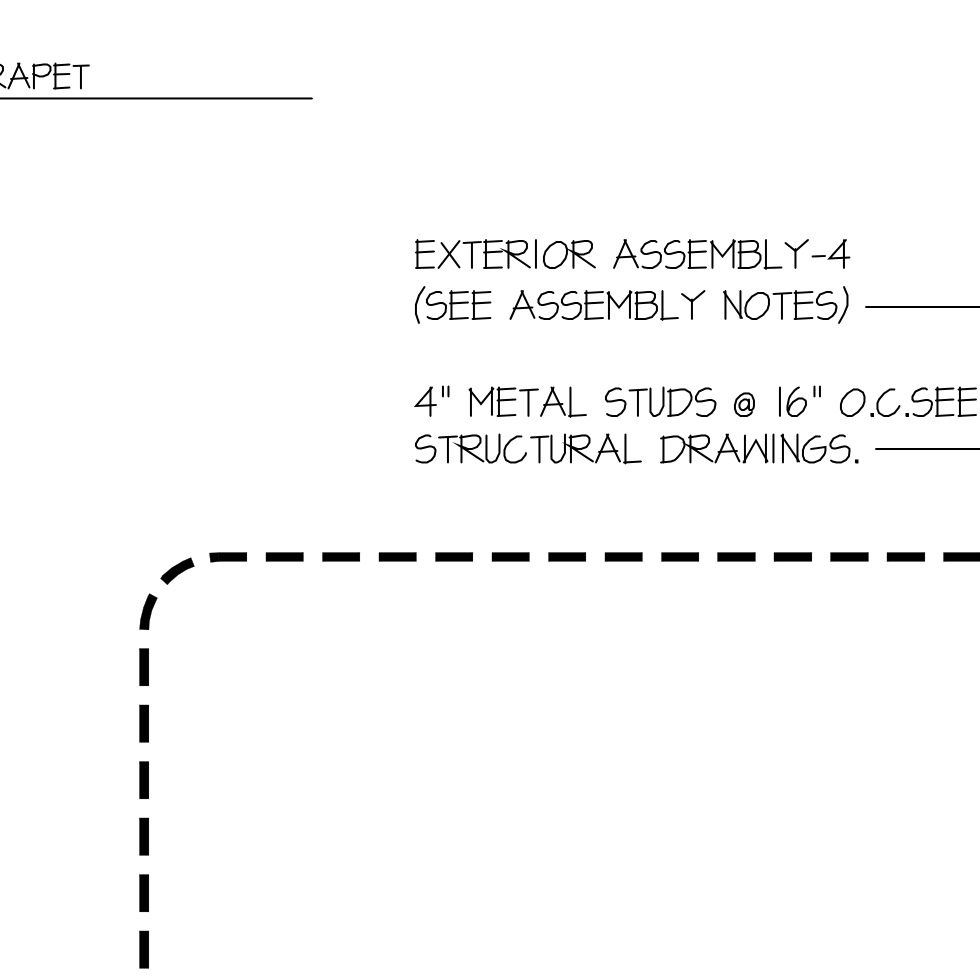 RAPET
EXTERIOR ASSEMBLY-4
(SEE ASSEMBLY NOTES)
4" METAL STUDS @ 16" O.C.SEE
STRUCTURAL DRAWINGS.